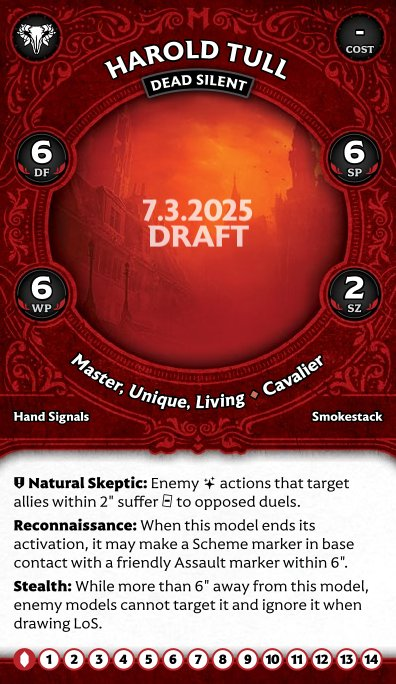 -
COST
HAROLD TULL
DEAD SILENT
6
DF
6
SP
7.3.2025
DRAFT
6
WP
2
SZ
Master, Unique, Living ♦ Cavalier
Hand Signals
Smokestack
Natural Skeptic: Enemy actions that target
allies within 2" suffer to opposed duels.
Reconnaissance: When this model ends its
activation, it may make a Scheme marker in base
contact with a friendly Assault marker within 6".
Stealth: While more than 6" away from this model,
enemy models cannot target it and ignore it when
drawing LoS.
1 2 3 4 5 6 7 8 9 10 11 12 13 14